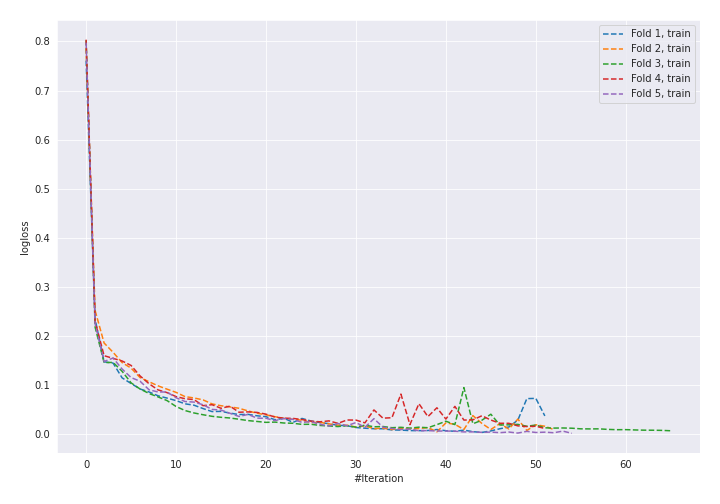 0.8
0.7
0.6
0.5
0.4
0.3
0.2
0.1
0.0
logloss
0 10 20 30 40 50 60
#Iteration
Fold 1, train
Fold 2, train
Fold 3, train
Fold 4, train
Fold 5, train